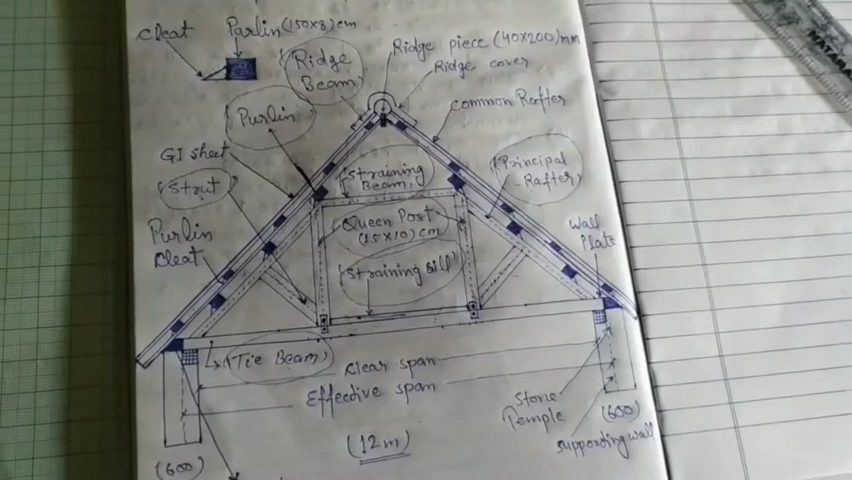 Cleat
Parlin (150x8) cm
Ridge
Beam
Ridge piece (40x200) mm
Ridge cover
Common Rafter
Purlin
GI sheet
Straining
Beam
Principal
-Rafter
Strut
Queen Post
(15x10) cm
Wall
Plate
Purlin
Cleat
Straining Sill
Tie Beam
Clear span
Effective span
Stone
Temple
(600)
supporting wall
(12m)
(600)